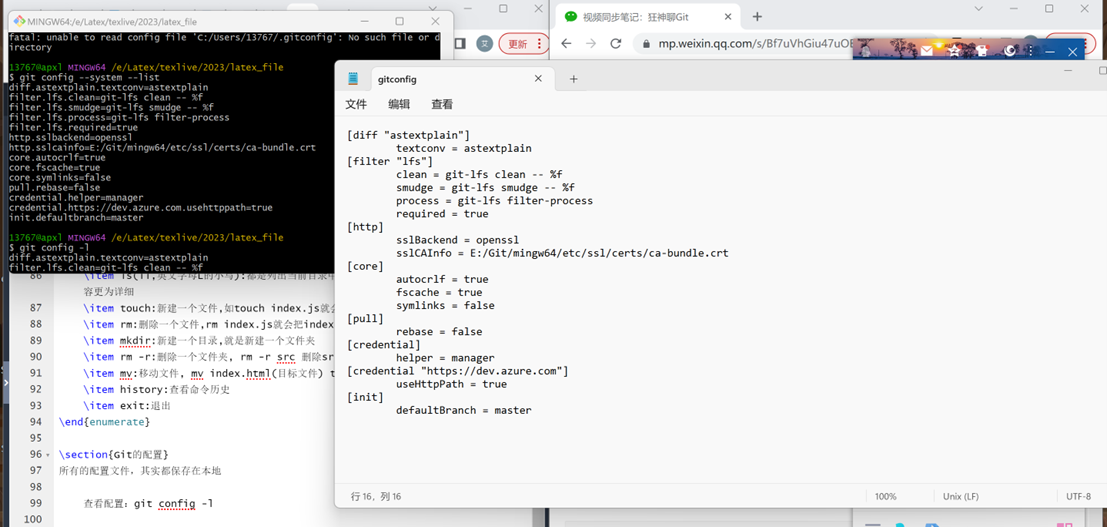 MINGW64:/e/Latex/texlive/2023/latex_file
fatal: unable to read config file 'C:/Users/13767/.gitconfig': No such file or d
irectory
13767@apxl MINGW64 /e/Latex/texlive/2023/latex_file
$ git config --system --list
diff.astextplain.textconv=astextplain
filter.lfs.clean=git-lfs clean -- %f
filter.lfs.smudge=git-lfs smudge -- %f
filter.lfs.process=git-lfs filter-process
filter.lfs.required=true
http.sslbackend=openssl
http.sslcainfo=E:/Git/mingw64/etc/ssl/certs/ca-bundle.crt
core.autocrlf=true
core.fscache=true
core.symlinks=false
pull.rebase=false
credential.helper=manager
credential.https://dev.azure.com.usehttppath=true
init.defaultbranch=master
13767@apxl MINGW64 /e/Latex/texlive/2023/latex_file
$ git config -l
diff.astextplain.textconv=astextplain
filter.lfs.clean=git-lfs clean -- %f
文 更新
视频同步笔记：狂神聊Git
mp.weixin.qq.com/s/Bf7uVhGiu47uOE
gitconfig
文件 编辑 查看
[diff "astextplain"]
textconv = astextplain
[filter "lfs"]
clean = git-lfs clean -- %f
smudge = git-lfs smudge -- %f
process = git-lfs filter-process
required = true
[http]
sslBackend = openssl
sslCAInfo = E:/Git/mingw64/etc/ssl/certs/ca-bundle.crt
[core]
autocrlf = true
fscache = true
symlinks = false
[pull]
rebase = false
[credential]
helper = manager
[credential "https://dev.azure.com"]
useHttpPath = true
[init]
defaultBranch = master
行 16，列 16 100% Unix (LF) UTF-8
86 \item ls(ll,英文字母L的小写):都是列出当前目录中
容更为详细
87 \item touch:新建一个文件,如touch index.js就会
88 \item rm:删除一个文件,rm index.js就会把index
89 \item mkdir:新建一个目录,就是新建一个文件夹
90 \item rm -r:删除一个文件夹, rm -r src 删除sr
91 \item mv:移动文件, mv index.html(目标文件) t
92 \item history:查看命令历史
93 \item exit:退出
94 \end{enumerate}
95
96 \section{Git的配置}
97 所有的配置文件，其实都保存在本地
98
99 查看配置：git config -l
100